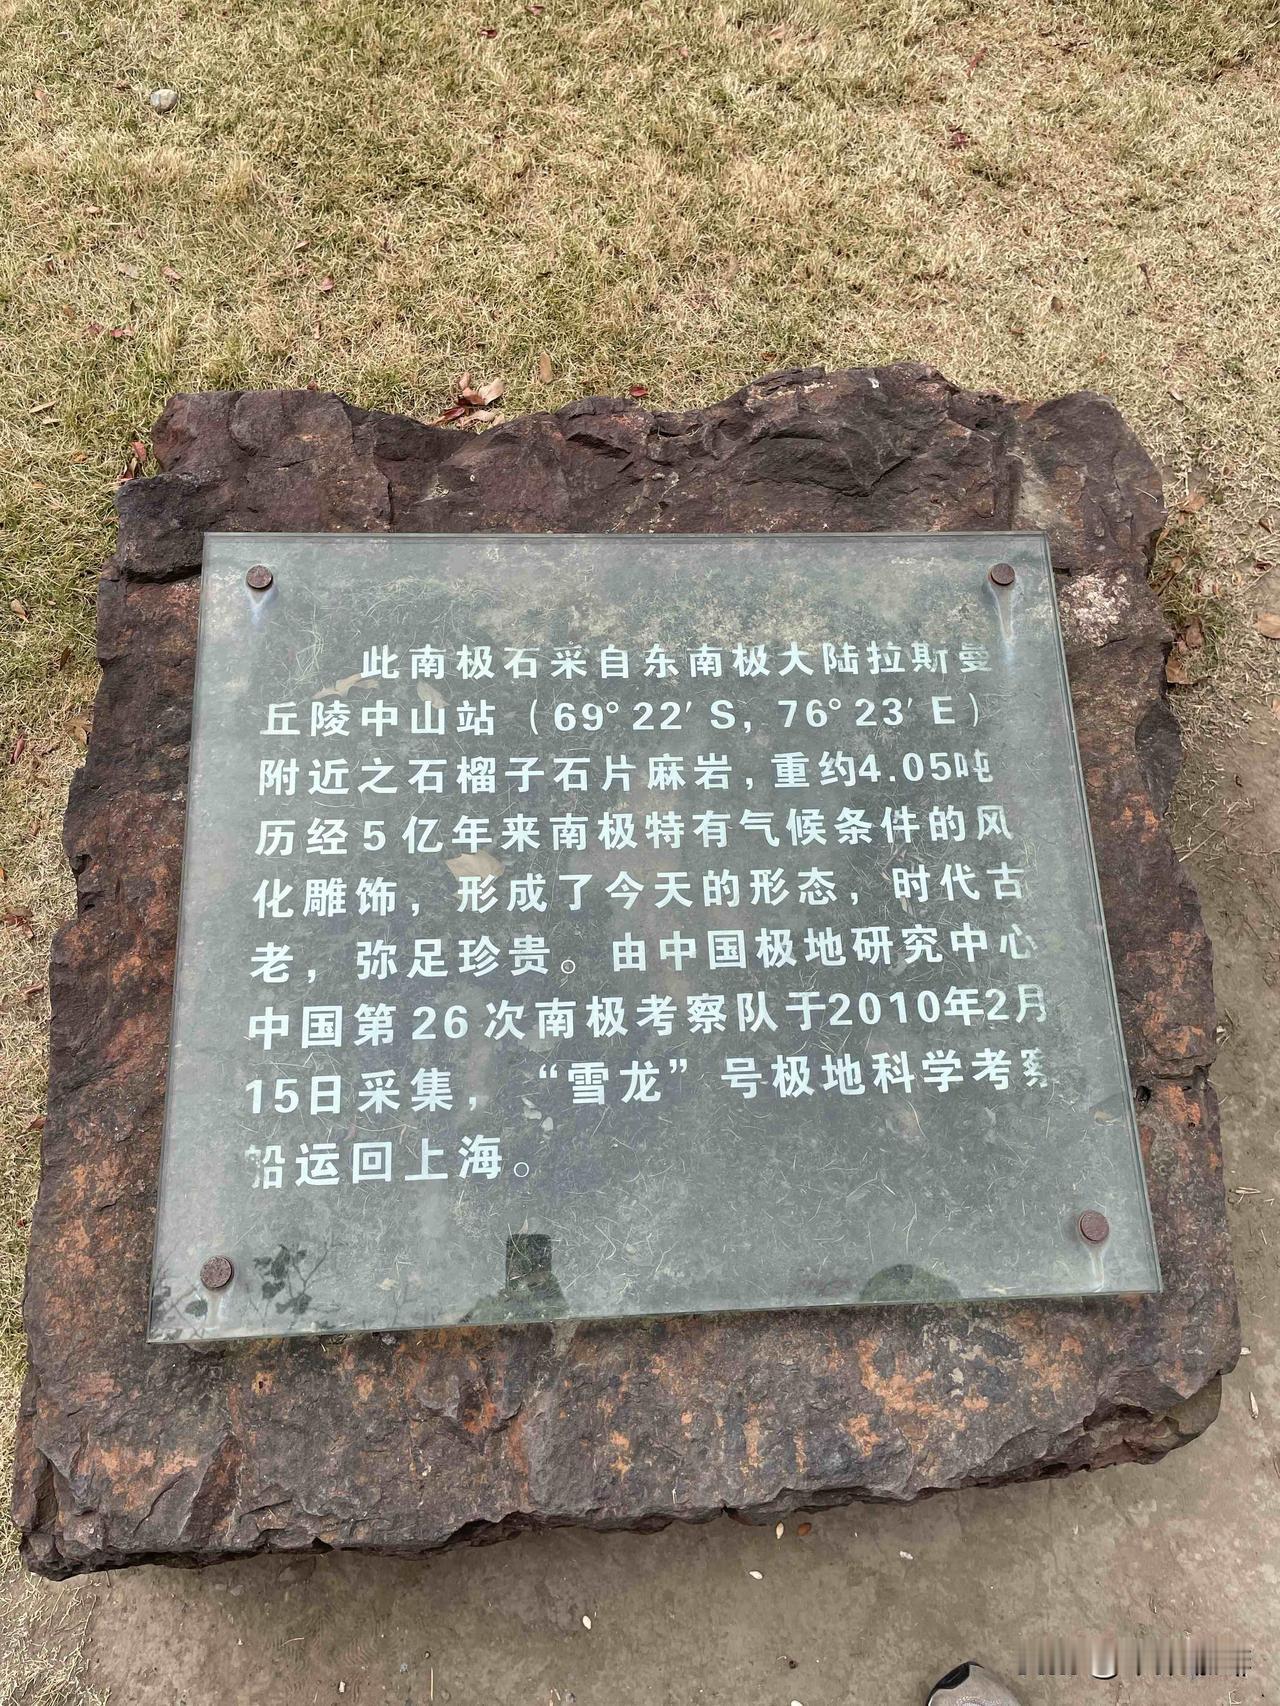 此南极石采自东南极大陆拉斯曼
丘陵中山站（69°22′S，76°23′E）
附近之石榴子石片麻岩，重约4.05吨
历经5亿年来南极特有气候条件的风
化雕饰，形成了今天的形态，时代古
老，弥足珍贵。由中国极地研究中心
中国第26次南极考察队于2010年2月
15日采集，“雪龙”号极地科学考察
船运回上海。